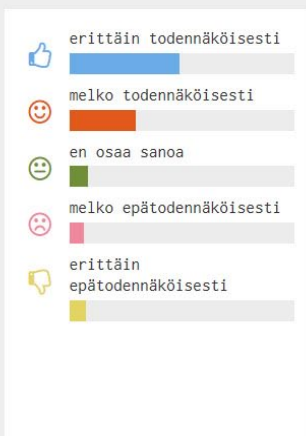 erittäin todennäköisesti
melko todennäköisesti
en osaa sanoa
melko epätodennäköisesti
erittäin
epätodennäköisesti